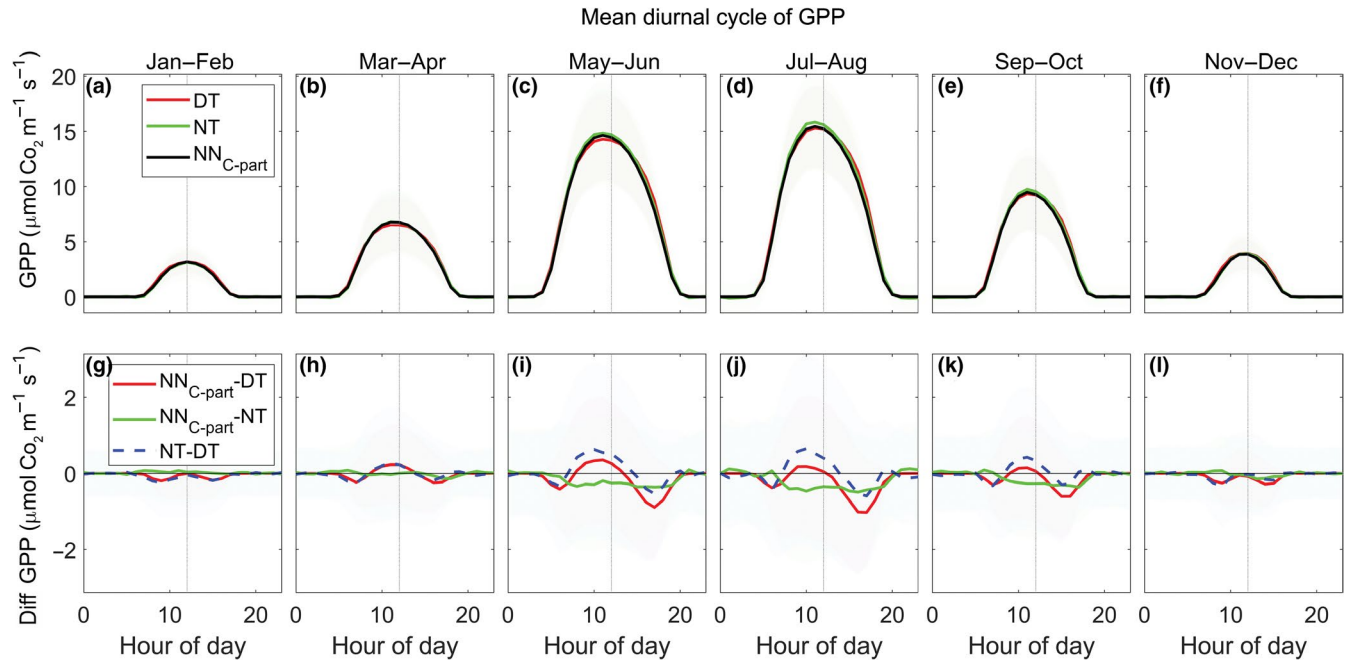 Mean diurnal cycle of GPP
Jan–Feb
Mar–Apr
May–Jun
Jul–Aug
Sep–Oct
Nov–Dec
(a)
(b)
(c)
(d)
(e)
(f)
DT
NT
NN_C-part
GPP (μmol Co₂ m⁻¹ s⁻¹)
20
15
10
5
0
(g)
(h)
(i)
(j)
(k)
(l)
NN_C-part-DT
NN_C-part-NT
NT-DT
Diff GPP (μmol Co₂ m⁻¹ s⁻¹)
2
0
−2
0 10 20
0 10 20
0 10 20
0 10 20
0 10 20
0 10 20
Hour of day
Hour of day
Hour of day
Hour of day
Hour of day
Hour of day